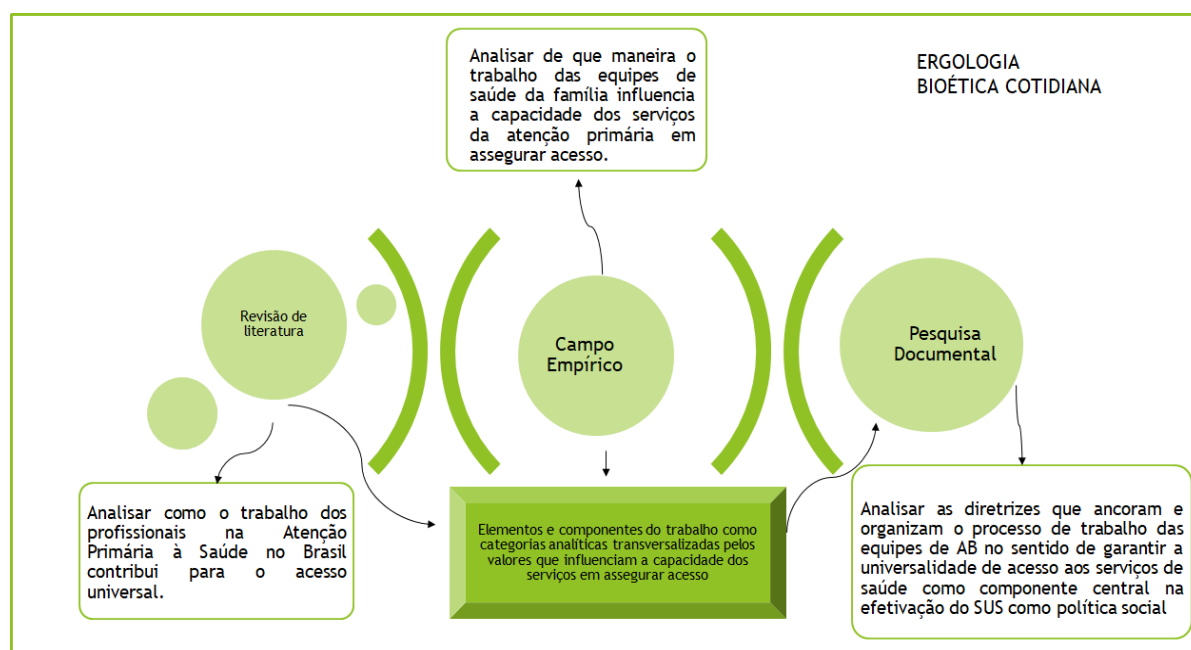 Analisar de que maneira o
trabalho das equipes de
saúde da família influencia
a capacidade dos serviços
da atenção primária em
assegurar acesso.
ERGOLOGIA
BIOÉTICA COTIDIANA
Revisão de
literatura
Campo
Empírico
Pesquisa
Documental
Analisar como o trabalho dos
profissionais na Atenção
Primária à Saúde no Brasil
contribui para o acesso
universal.
Elementos e componentes do trabalho como
categorias analíticas transversalizadas pelos
valores que influenciam a capacidade dos
serviços em assegurar acesso
Analisar as diretrizes que ancoram e
organizam o processo de trabalho das
equipes de AB no sentido de garantir a
universalidade de acesso aos serviços de
saúde como componente central na
efetivação do SUS como política social